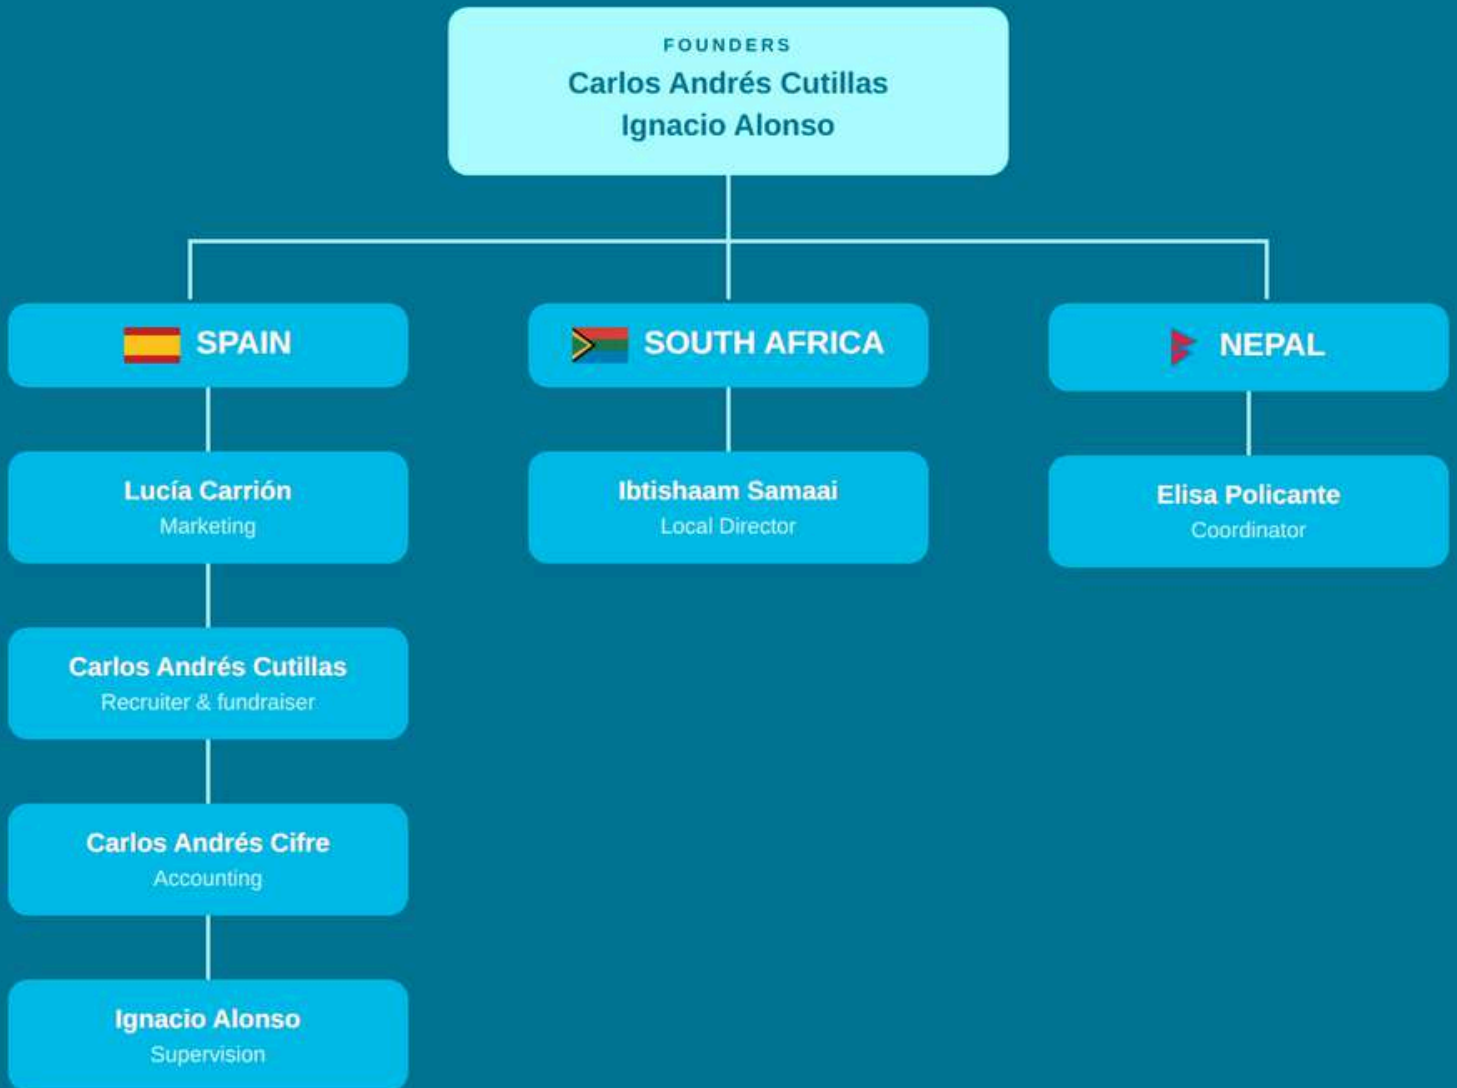 FOUNDERS
Carlos Andrés Cutillas
Ignacio Alonso
SPAIN
Lucía Carrión
Marketing
Carlos Andrés Cutillas
Recruiter & fundraiser
Carlos Andrés Cifre
Accounting
Ignacio Alonso
Supervision
SOUTH AFRICA
Ibtishaam Samaai
Local Director
NEPAL
Elisa Policante
Coordinator